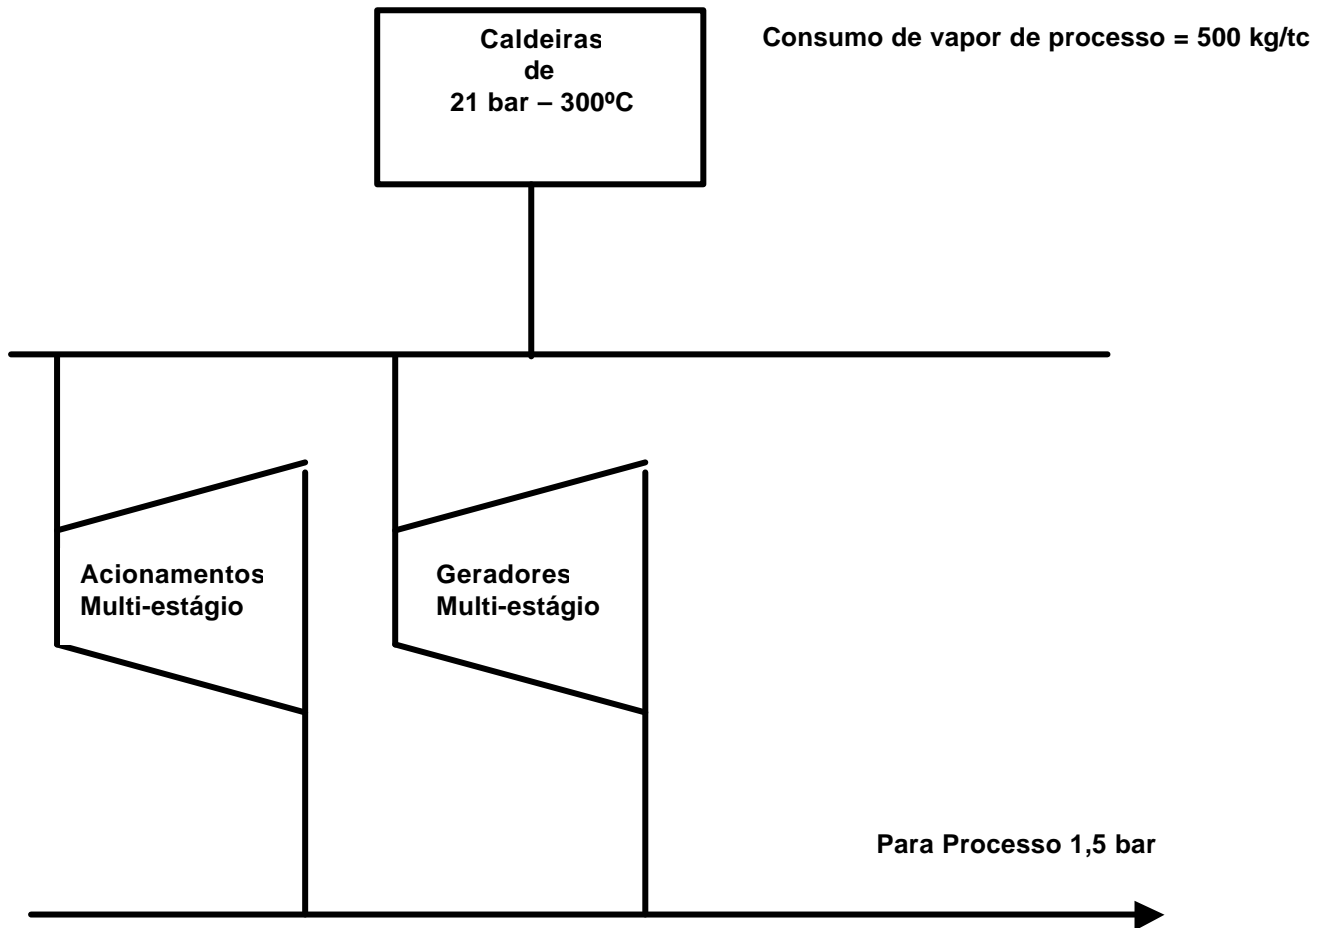 Caldeiras
de
21 bar – 300ºC
Consumo de vapor de processo = 500 kg/tc
Acionamentos
Multi-estágio
Geradores
Multi-estágio
Para Processo 1,5 bar